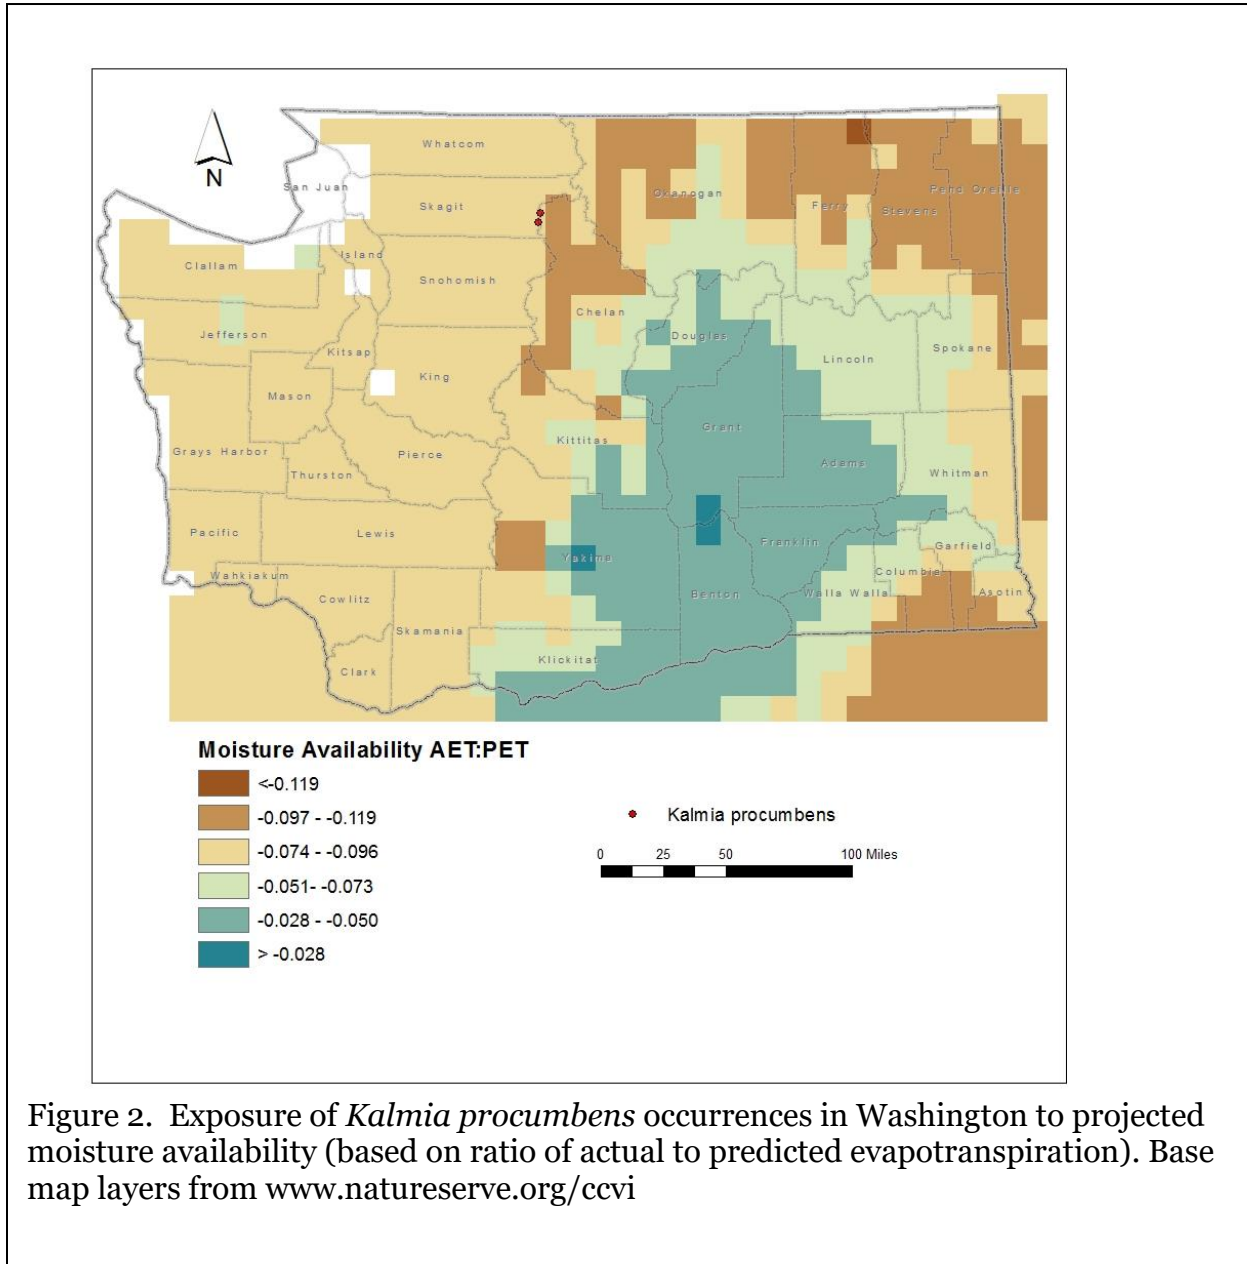 Whatcom
N
San Juan
Skagit
Okanogan
Ferry
Stevens
Pend Oreille
Island
Clallam
Snohomish
Chelan
Jefferson
Douglas
Kitsap
Lincoln
Spokane
King
Mason
Grant
Kittitas
Grays Harbor
Pierce
Adams
Thurston
Whitman
Pacific
Lewis
Yakima
Franklin
Garfield
Wahkiakum
Columbia
Cowlitz
Benton
Walla Walla
Asotin
Skamania
Clark
Klickitat
Moisture Availability AET:PET
<-0.119
-0.097 - -0.119
-0.074 - -0.096
-0.051- -0.073
-0.028 - -0.050
> -0.028
Kalmia procumbens
0 25 50 100 Miles
Figure 2.  Exposure of Kalmia procumbens occurrences in Washington to projected
moisture availability (based on ratio of actual to predicted evapotranspiration). Base
map layers from www.natureserve.org/ccvi